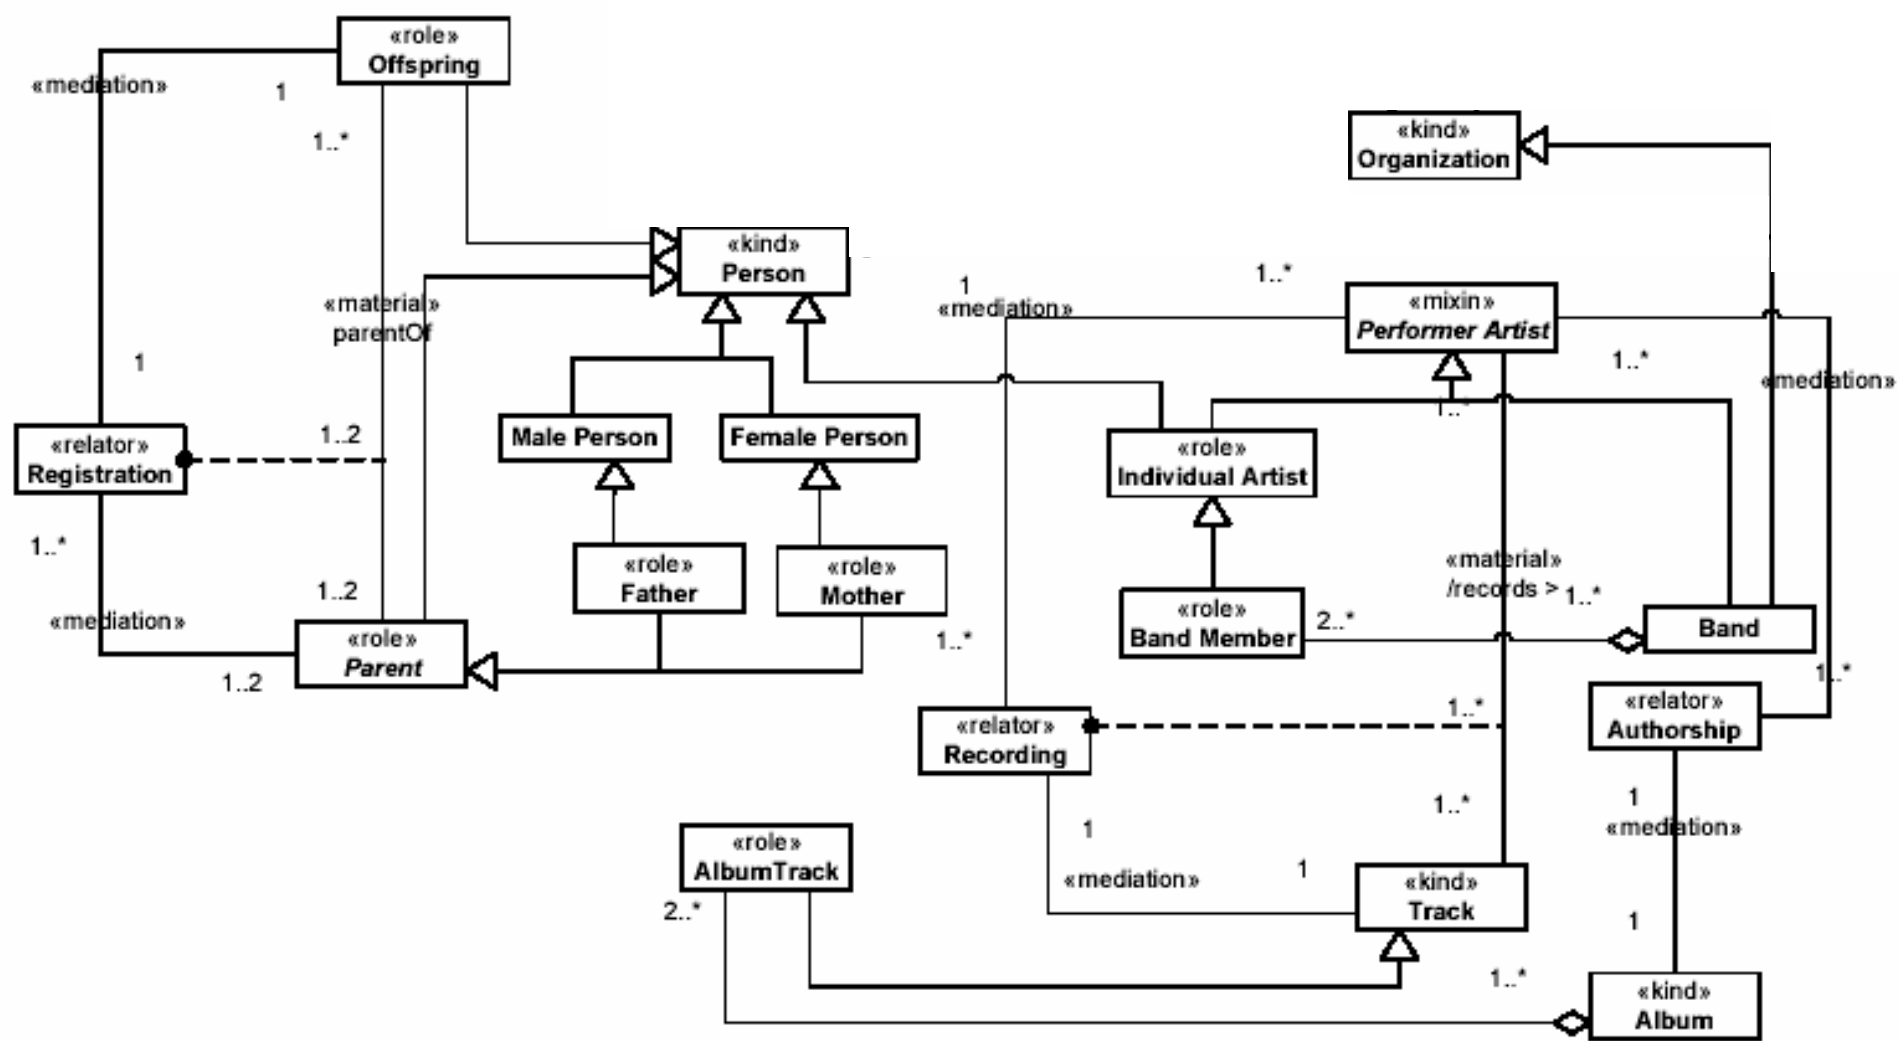 «role»
Offspring
«mediation»
1
1..*
«kind»
Organization
«kind»
Person
1
«mediation»
1..*
«mixin»
Performer Artist
1..*
«mediation»
«material»
parentOf
1
1..*
«relator»
Registration
1..2
Male Person
Female Person
«role»
Individual Artist
1..*
«role»
Father
«role»
Mother
«material»
/records >
1..*
«role»
Band Member
2..*
Band
«mediation»
1..2
«role»
Parent
1..2
1..*
1..*
«relator»
Recording
1..*
«relator»
Authorship
1
«mediation»
1
«role»
AlbumTrack
2..*
1
«mediation»
1
1..*
«kind»
Track
1..*
«kind»
Album